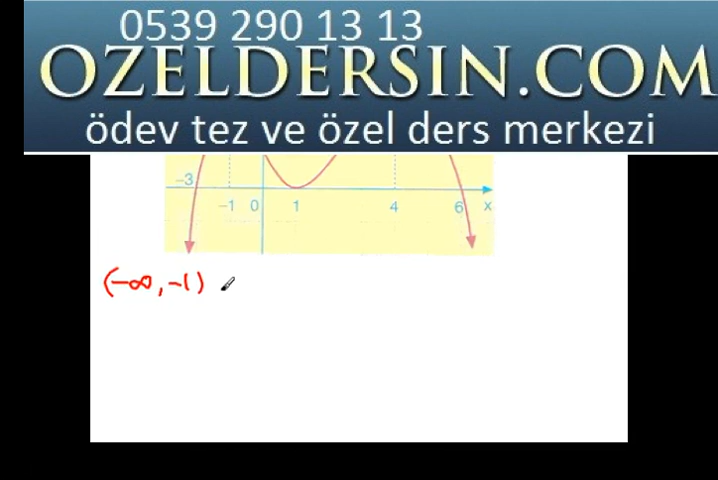 0539 290 13 13
OZELDERSIN.COM
ödev tez ve özel ders merkezi
-3
-1 0 1 4 6 x
(-∞, -1)